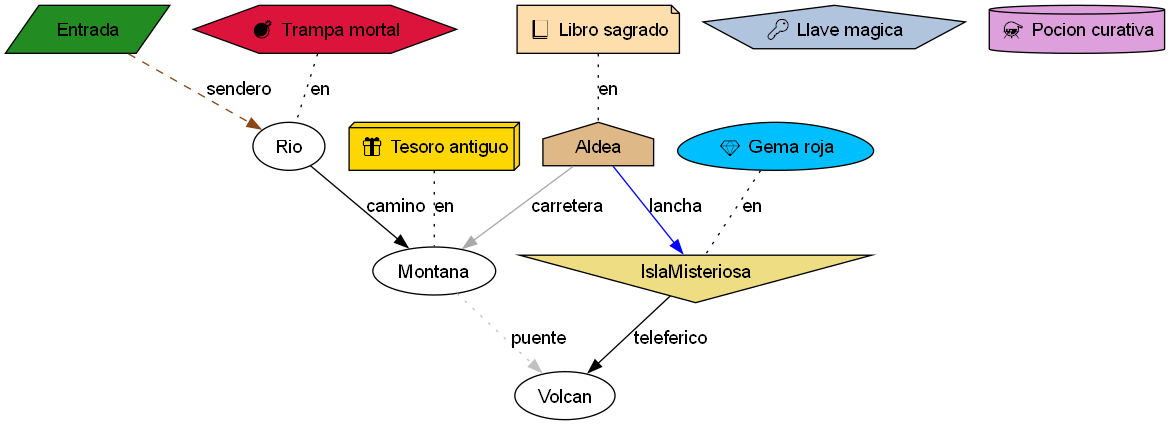 Entrada
💣 Trampa mortal
📔 Libro sagrado
🔑 Llave magica
Pocion curativa
sendero
en
en
Rio
🎁 Tesoro antiguo
Aldea
💎 Gema roja
camino
en
carretera
lancha
en
Montana
IslaMisteriosa
puente
teleferico
Volcan